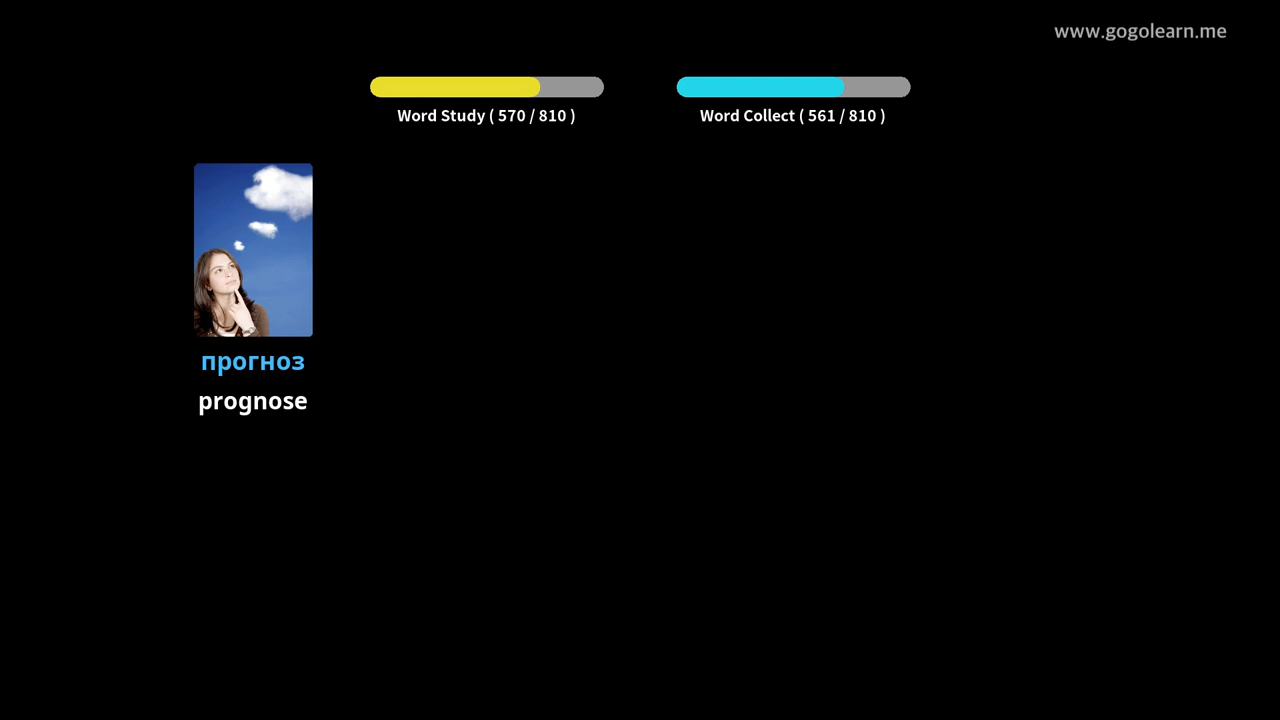 www.gogolearn.me
Word Study ( 570 / 810 )
Word Collect ( 561 / 810 )
прогноз
prognose